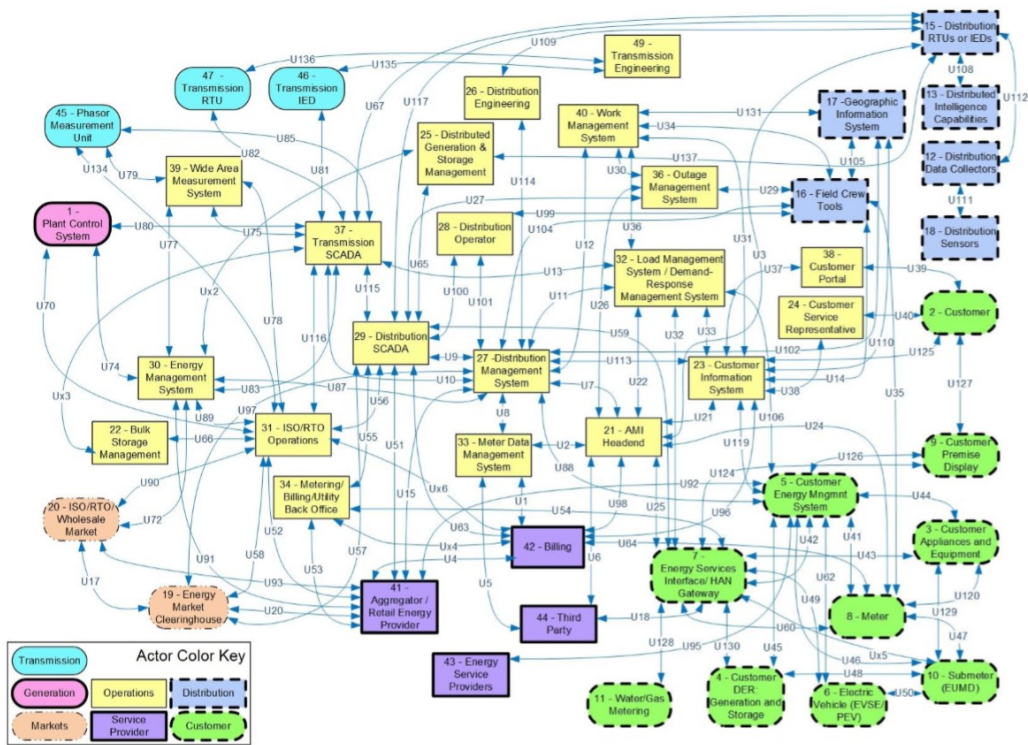 U109
15 - Distribution
RTUs or IEDs
U136
49 -
Transmission
Engineering
U135
47 -
Transmission
RTU
46 -
Transmission
IED
U67
U117
U108
26 - Distribution
Engineering
13 - Distributed
Intelligence
Capabilities
U112
45 - Phasor
Measurement
Unit
40 - Work
Management
System
U131
17 -Geographic
Information
System
U85
25 - Distributed
Generation &
Storage
Management
U34
U134
U82
U137
U105
12 - Distribution
Data Collectors
39 - Wide Area
Measurement
System
U79
U81
U114
U30
36 - Outage
Management
System
U29
16 - Field Crew
Tools
U111
U27
1 -
Plant Control
System
U80
U75
37 -
Transmission
SCADA
28 - Distribution
Operator
U99
U104
U36
18 - Distribution
Sensors
U77
U12
U31
U3
32 - Load Management
System / Demand-
Response
Management System
U37
38 -
Customer
Portal
U39
U65
U13
Ux2
U70
U115
U100
U101
U11
U26
24 - Customer
Service
Representative
U40
2 - Customer
U78
U116
29 - Distribution
SCADA
U59
U32
U33
U110
U102
U125
U74
30 - Energy
Management
System
U9
27 -Distribution
Management
System
U113
23 - Customer
Information
System
U14
U10
U83
U87
U7
U22
U38
U35
U127
Ux3
U97
U56
U89
U8
U21
U106
22 - Bulk
Storage
Management
U66
31 - ISO/RTO
Operations
21 - AMI
Headend
U24
U55
U51
33 - Meter Data
Management
System
U2
U119
9 - Customer
Premise
Display
U126
U88
U124
U90
34 - Metering/
Billing/Utility
Back Office
Ux6
U15
U92
5 - Customer
Energy Mngmnt
System
U44
20 - ISO/RTO/
Wholesale
Market
U72
U52
U1
U54
U98
U96
U25
U63
Ux4
42 - Billing
U64
U42
U41
3 - Customer
Appliances and
Equipment
U4
U43
U91
U58
U53
U57
U6
7 -
Energy Services
Interface/ HAN
Gateway
U62
U17
U93
U5
U120
19 - Energy
Market
Clearinghouse
U20
41 -
Aggregator /
Retail Energy
Provider
U49
8 - Meter
U129
44 - Third
Party
U18
U60
U47
U128
U130
U95
U45
U46
Ux5
Actor Color Key
43 - Energy
Service
Providers
U48
Transmission
11 - Water/Gas
Metering
4 - Customer
DER:
Generation
and Storage
6 - Electric
Vehicle (EVSE/
PEV)
U50
10 - Submeter
(EUMD)
Generation
Operations
Distribution
Markets
Service
Provider
Customer